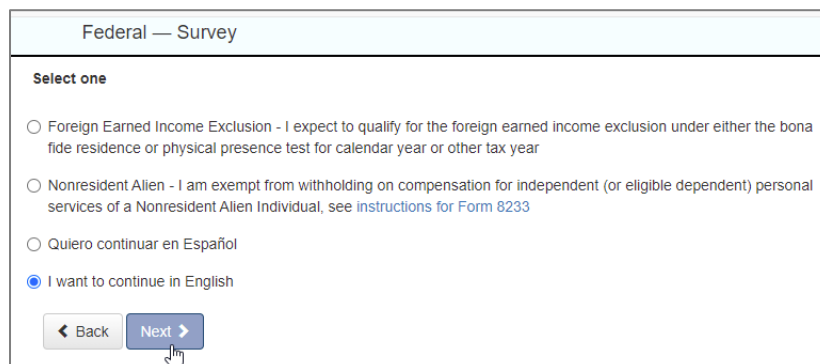 Federal — Survey
Select one
Foreign Earned Income Exclusion - I expect to qualify for the foreign earned income exclusion under either the bona
fide residence or physical presence test for calendar year or other tax year
Nonresident Alien - I am exempt from withholding on compensation for independent (or eligible dependent) personal
services of a Nonresident Alien Individual, see instructions for Form 8233
Quiero continuar en Español
I want to continue in English
Back Next